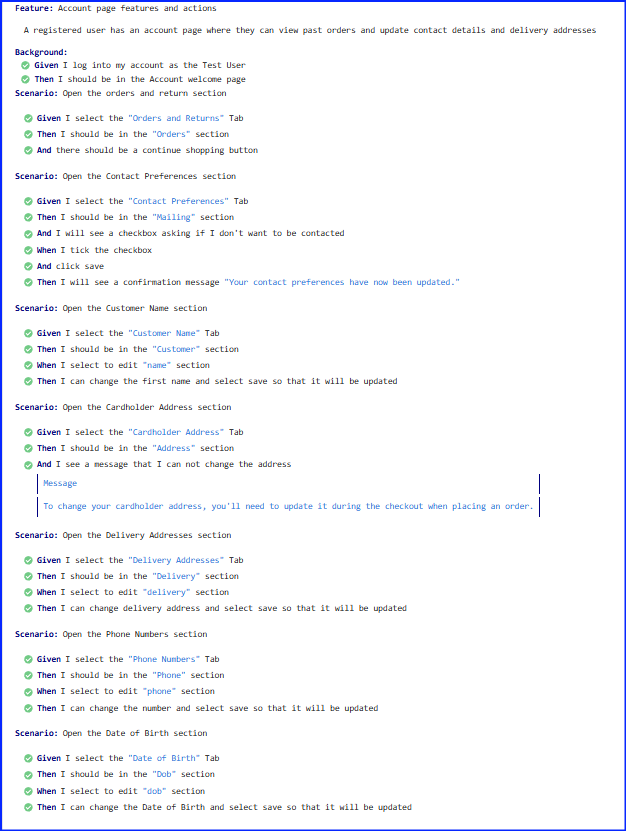 Feature: Account page features and actions
A registered user has an account page where they can view past orders and update contact details and delivery addresses
Background:
Given I log into my account as the Test User
Then I should be in the Account welcome page
Scenario: Open the orders and return section
Given I select the "Orders and Returns" Tab
Then I should be in the "Orders" section
And there should be a continue shopping button
Scenario: Open the Contact Preferences section
Given I select the "Contact Preferences" Tab
Then I should be in the "Mailing" section
And I will see a checkbox asking if I don't want to be contacted
When I tick the checkbox
And click save
Then I will see a confirmation message "Your contact preferences have now been updated."
Scenario: Open the Customer Name section
Given I select the "Customer Name" Tab
Then I should be in the "Customer" section
When I select to edit "name" section
Then I can change the first name and select save so that it will be updated
Scenario: Open the Cardholder Address section
Given I select the "Cardholder Address" Tab
Then I should be in the "Address" section
And I see a message that I can not change the address
Message
To change your cardholder address, you'll need to update it during the checkout when placing an order.
Scenario: Open the Delivery Addresses section
Given I select the "Delivery Addresses" Tab
Then I should be in the "Delivery" section
When I select to edit "delivery" section
Then I can change delivery address and select save so that it will be updated
Scenario: Open the Phone Numbers section
Given I select the "Phone Numbers" Tab
Then I should be in the "Phone" section
When I select to edit "phone" section
Then I can change the number and select save so that it will be updated
Scenario: Open the Date of Birth section
Given I select the "Date of Birth" Tab
Then I should be in the "Dob" section
When I select to edit "dob" section
Then I can change the Date of Birth and select save so that it will be updated